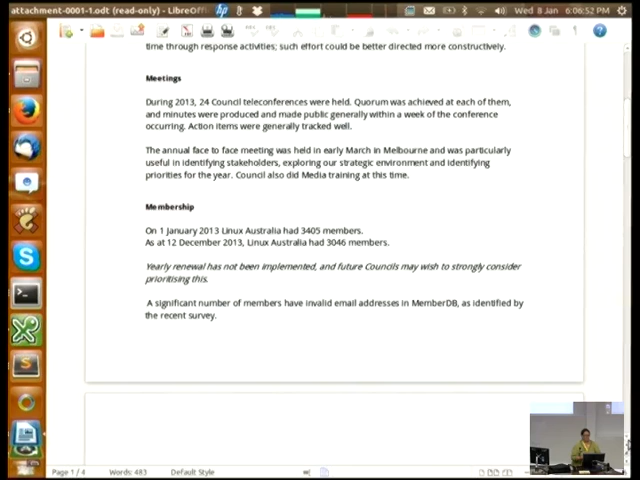 attachment-0001-1.odt (read-only) - LibreOffi
Wed 8 Jan 6:06:52 PM
time through response activities; such effort could be better directed more constructively.
Meetings
During 2013, 24 Council teleconferences were held. Quorum was achieved at each of them,
and minutes were produced and made public generally within a week of the conference
occurring. Action items were generally tracked well.
The annual face to face meeting was held in early March in Melbourne and was particularly
useful in identifying stakeholders, exploring our strategic environment and identifying
priorities for the year. Council also did Media training at this time.
Membership
On 1 January 2013 Linux Australia had 3405 members.
As at 12 December 2013, Linux Australia had 3046 members.
Yearly renewal has not been implemented, and future Councils may wish to strongly consider
prioritising this.
A significant number of members have invalid email addresses in MemberDB, as identified by
the recent survey.
Page 1 / 4 Words: 483 Default Style